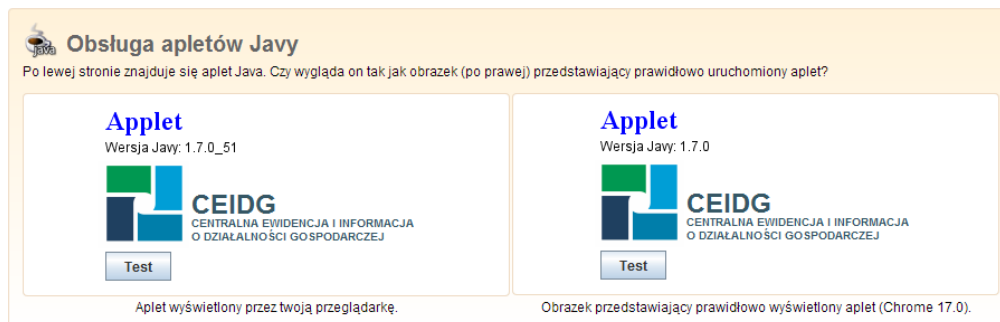 Java
Obsługa apletów Javy
Po lewej stronie znajduje się aplet Java. Czy wygląda on tak jak obrazek (po prawej) przedstawiający prawidłowo uruchomiony aplet?
Applet
Wersja Javy: 1.7.0_51
CEIDG
CENTRALNA EWIDENCJA I INFORMACJA
O DZIAŁALNOŚCI GOSPODARCZEJ
Test
Aplet wyświetlony przez twoją przeglądarkę.
Applet
Wersja Javy: 1.7.0
CEIDG
CENTRALNA EWIDENCJA I INFORMACJA
O DZIAŁALNOŚCI GOSPODARCZEJ
Test
Obrazek przedstawiający prawidłowo wyświetlony aplet (Chrome 17.0).